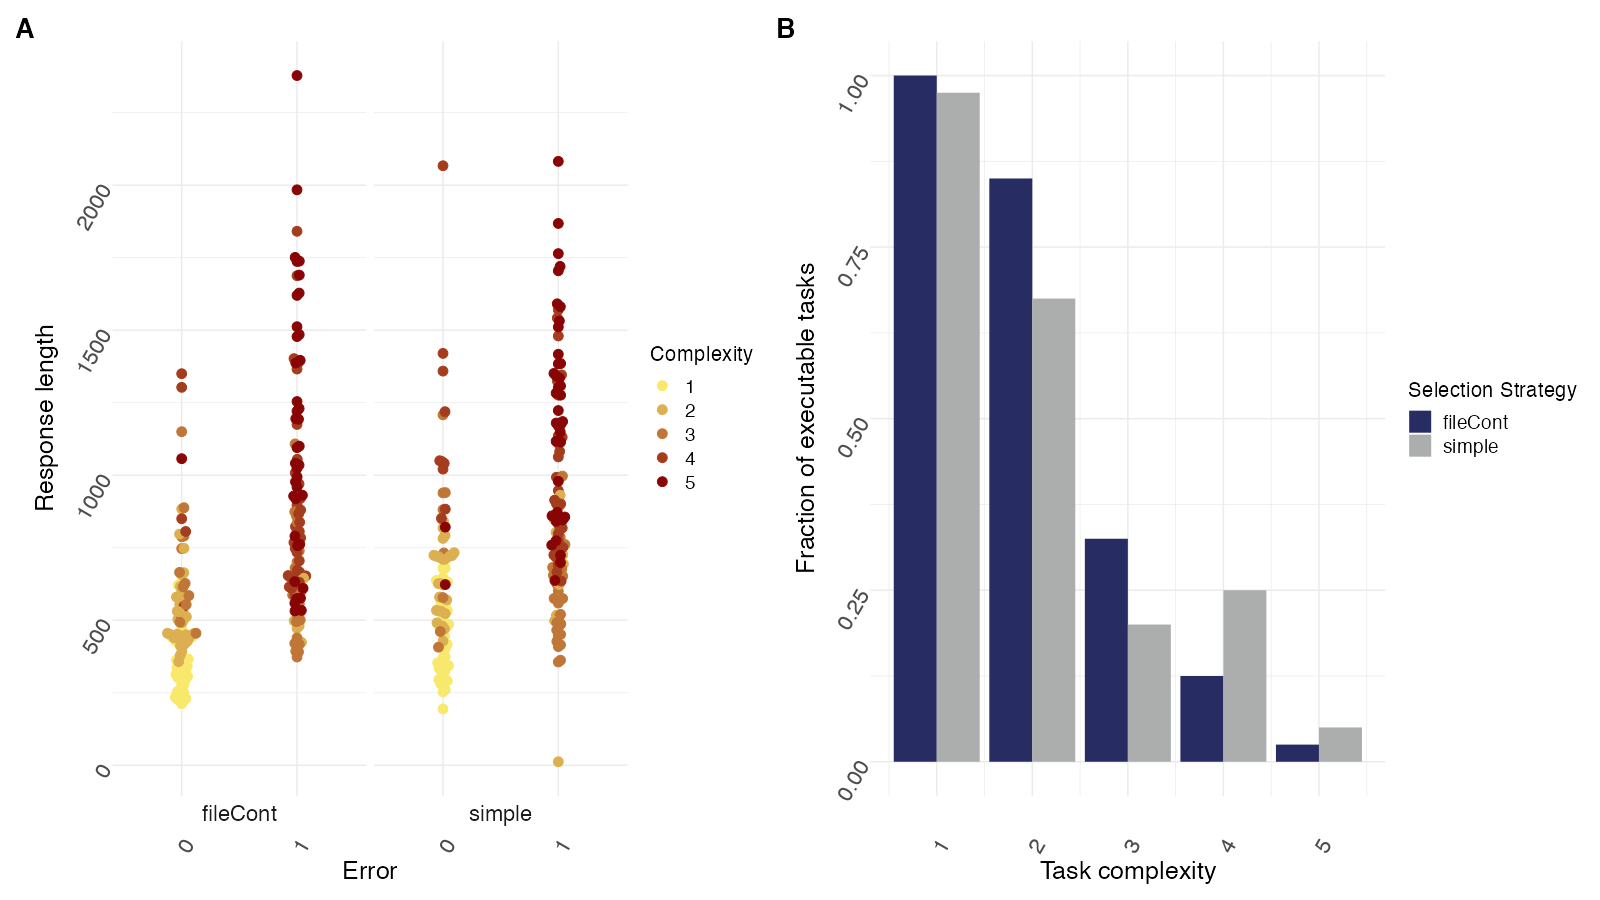 A
Response length
2000
1500
1000
500
0
fileCont
simple
0
1
0
1
Error
Complexity
1
2
3
4
5
B
Fraction of executable tasks
1.00
0.75
0.50
0.25
0.00
1
2
3
4
5
Task complexity
Selection Strategy
fileCont
simple